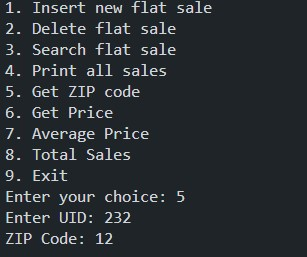 1. Insert new flat sale
2. Delete flat sale
3. Search flat sale
4. Print all sales
5. Get ZIP code
6. Get Price
7. Average Price
8. Total Sales
9. Exit
Enter your choice: 5
Enter UID: 232
ZIP Code: 12